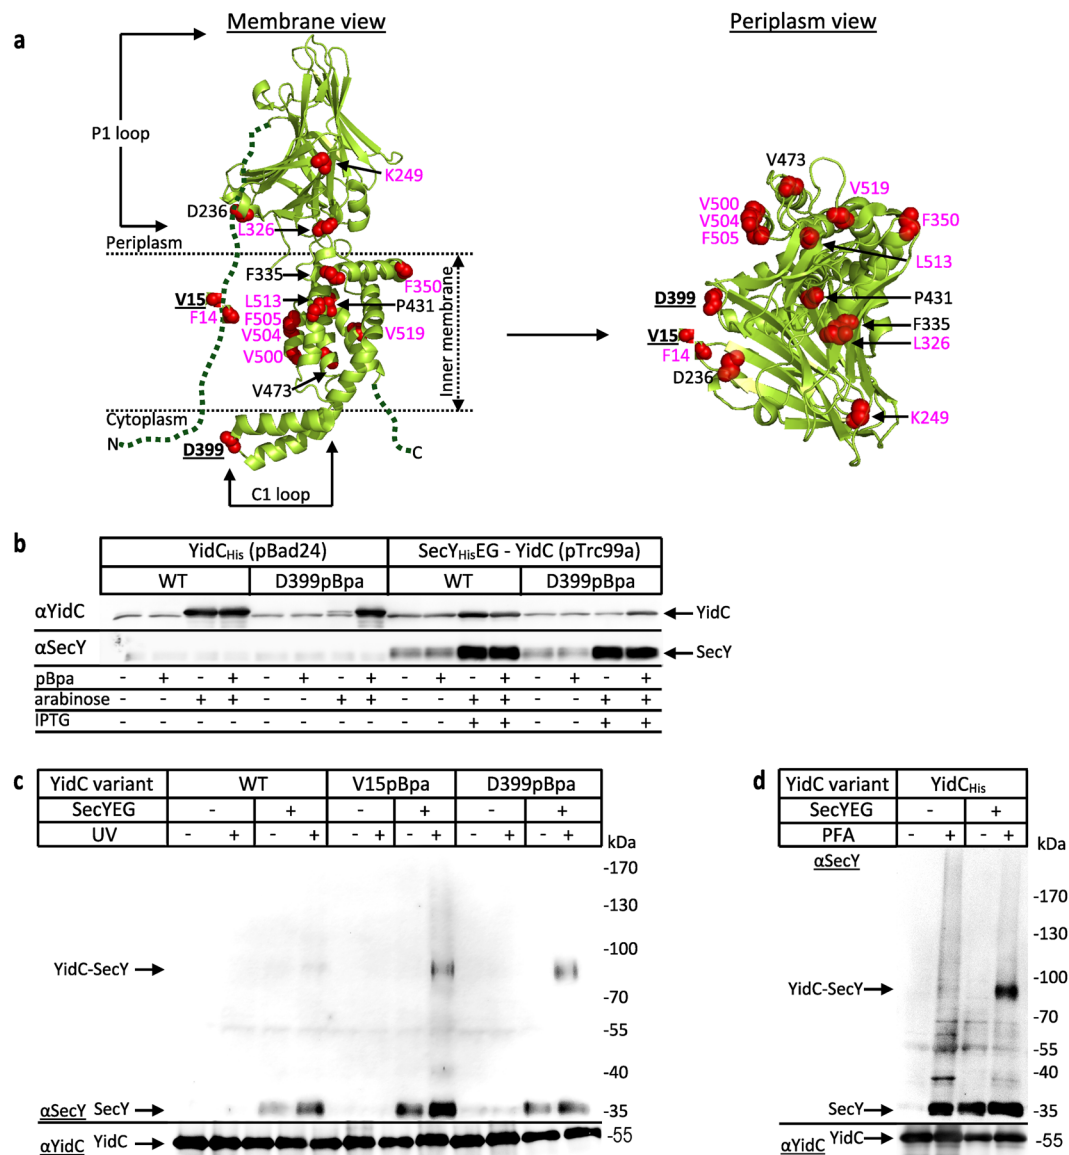 a
Membrane view
Periplasm view
P1 loop
K249
D236
L326
Periplasm
F335
F350
V15
F14
L513
P431
F505
V504
V519
V500
V473
Inner membrane
Cytoplasm
N
D399
C
C1 loop
V473
V519
V500
V504
F505
F350
L513
D399
P431
F335
V15
L326
F14
D236
K249
b
YidCHis (pBad24) SecYHisEG - YidC (pTrc99a)
WT D399pBpa WT D399pBpa
αYidC YidC
αSecY SecY
pBpa - + - + - + - + - + - + - + - +
arabinose - - + + - - + + - - + + - - + +
IPTG - - - - - - - - - - + + - - + +
c
YidC variant WT V15pBpa D399pBpa
SecYEG - + - + - +
UV - + - + - + - + - + - +
kDa
-170
-130
-100
YidC-SecY
-70
-55
-40
αSecY SecY -35
αYidC YidC -55
d
YidC variant YidCHis
SecYEG - +
PFA - + - +
kDa
αSecY
-170
-130
-100
YidC-SecY
-70
-55
-40
SecY -35
YidC
αYidC -55